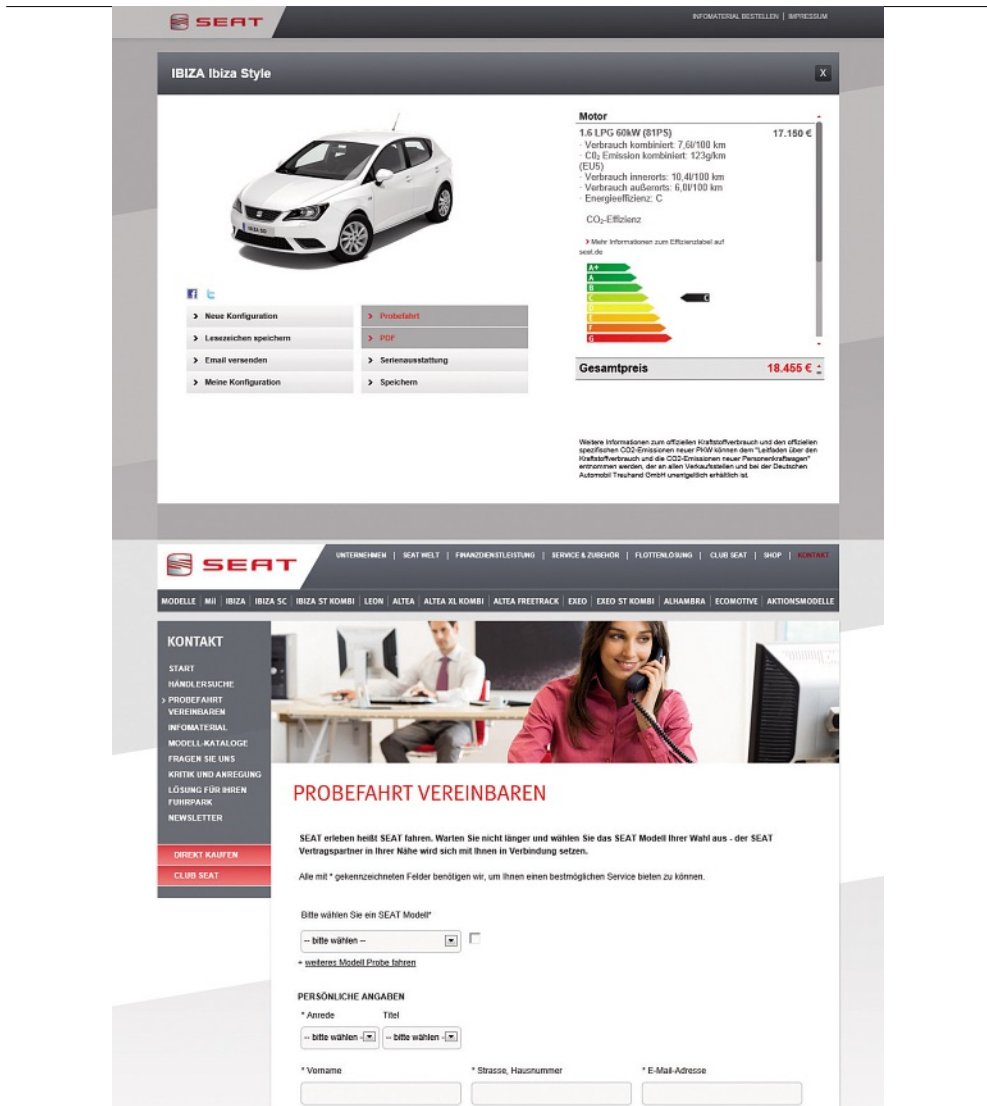 SEAT
INFOMATERIAL BESTELLEN | IMPRESSUM
IBIZA Ibiza Style
X
Motor
1.6 LPG 60kW (81PS) 17.150 €
- Verbrauch kombiniert: 7,6l/100 km
- C0₂ Emission kombiniert: 123g/km
(EU5)
- Verbrauch innerorts: 10,4l/100 km
- Verbrauch außerorts: 6,0l/100 km
- Energieeffizienz: C
CO₂-Effizienz
> Mehr Informationen zum Effizienzlabel auf
seat.de
A+
A
B
C
D
E
F
G
C
> Neue Konfiguration
> Probefahrt
> Lesezeichen speichern
> PDF
> Email versenden
> Serienausstattung
> Meine Konfiguration
> Speichern
Gesamtpreis 18.455 €
Weitere Informationen zum offiziellen Kraftstoffverbrauch und den offiziellen
spezifischen CO2-Emissionen neuer PKW können dem "Leitfaden über den
Kraftstoffverbrauch und die CO2-Emissionen neuer Personenkraftwagen"
entnommen werden, der an allen Verkaufsstellen und bei der Deutschen
Automobil Treuhand GmbH unentgeltlich erhältlich ist.
SEAT
UNTERNEHMEN | SEAT WELT | FINANZDIENSTLEISTUNG | SERVICE & ZUBEHÖR | FLOTTENLÖSUNG | CLUB SEAT | SHOP | KONTAKT
MODELLE | Mii | IBIZA | IBIZA SC | IBIZA ST KOMBI | LEON | ALTEA | ALTEA XL KOMBI | ALTEA FREETRACK | EXEO | EXEO ST KOMBI | ALHAMBRA | ECOMOTIVE | AKTIONSMODELLE
KONTAKT
START
HÄNDLERSUCHE
> PROBEFAHRT
VEREINBAREN
INFOMATERIAL
MODELL-KATALOGE
FRAGEN SIE UNS
KRITIK UND ANREGUNG
LÖSUNG FÜR IHREN
FUHRPARK
NEWSLETTER
DIREKT KAUFEN
CLUB SEAT
PROBEFAHRT VEREINBAREN
SEAT erleben heißt SEAT fahren. Warten Sie nicht länger und wählen Sie das SEAT Modell Ihrer Wahl aus - der SEAT
Vertragspartner in Ihrer Nähe wird sich mit Ihnen in Verbindung setzen.
Alle mit * gekennzeichneten Felder benötigen wir, um Ihnen einen bestmöglichen Service bieten zu können.
Bitte wählen Sie ein SEAT Modell*
-- bitte wählen --
+ weiteres Modell Probe fahren
PERSÖNLICHE ANGABEN
* Anrede Titel
-- bitte wählen - -- bitte wählen -
* Vorname * Strasse, Hausnummer * E-Mail-Adresse